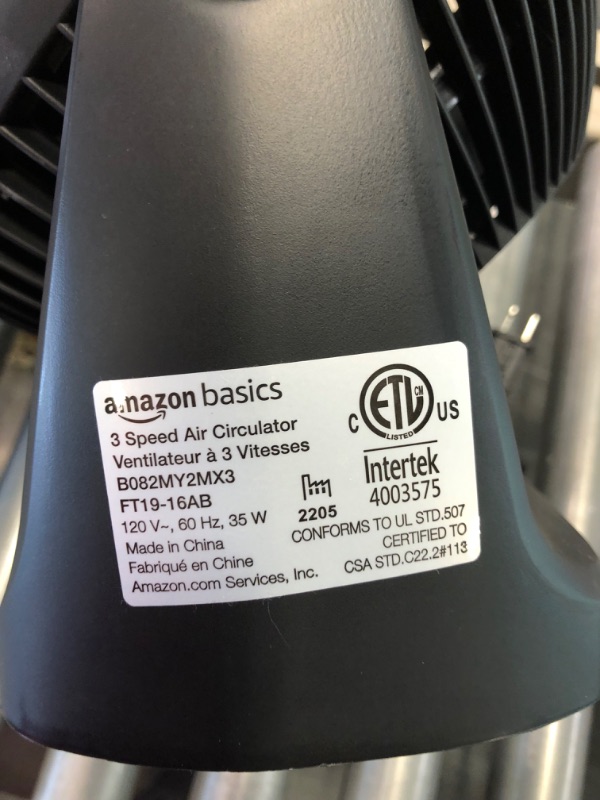 amazon basics
3 Speed Air Circulator
Ventilateur à 3 Vitesses
B082MY2MX3
FT19-16AB
120 V~, 60 Hz, 35 W
Made in China
Fabriqué en Chine
Amazon.com Services, Inc.
C ETL CM US
LISTED
Intertek
4003575
2205
CONFORMS TO UL STD.507
CERTIFIED TO
CSA STD.C22.2#113